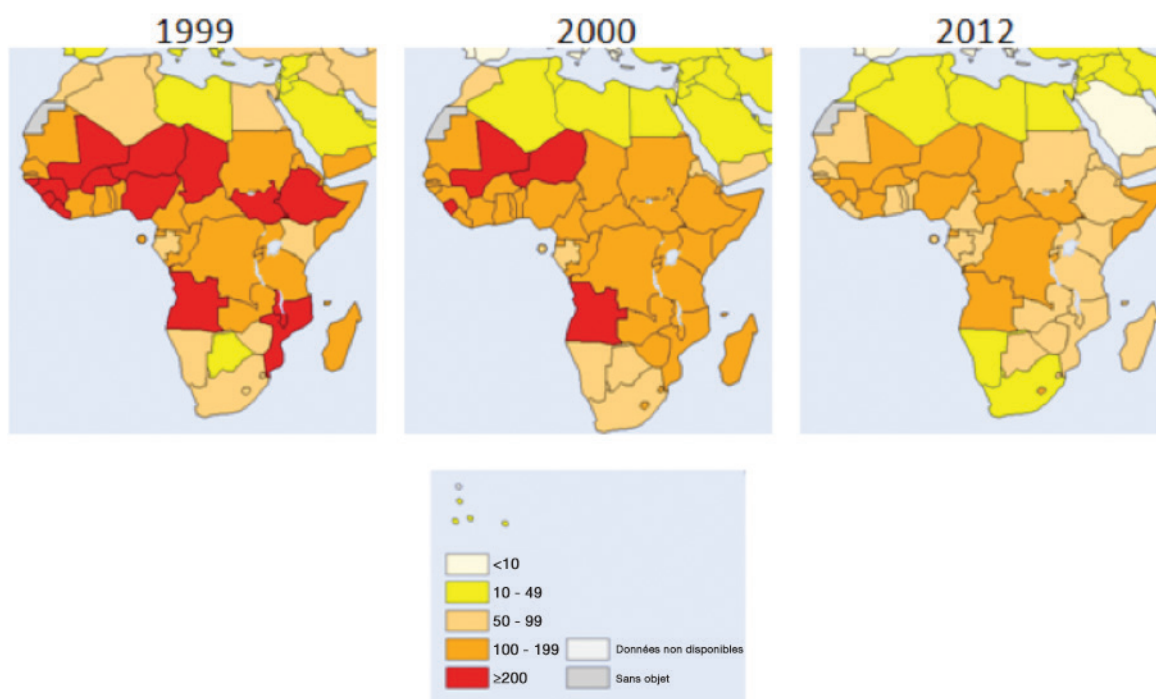 1999
2000
2012
<10
10 - 49
50 - 99
100 - 199
≥200
Données non disponibles
Sans objet